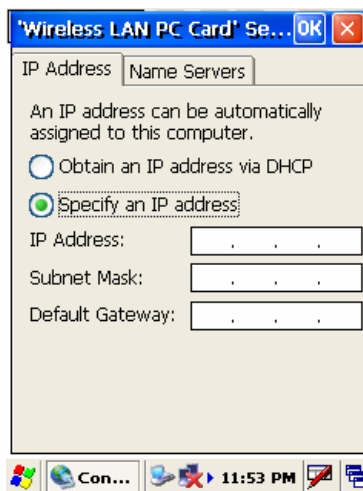 'Wireless LAN PC Card' Se... OK
IP Address Name Servers
An IP address can be automatically
assigned to this computer.
Obtain an IP address via DHCP
Specify an IP address
IP Address: . . .
Subnet Mask: . . .
Default Gateway: . . .
Con... 11:53 PM